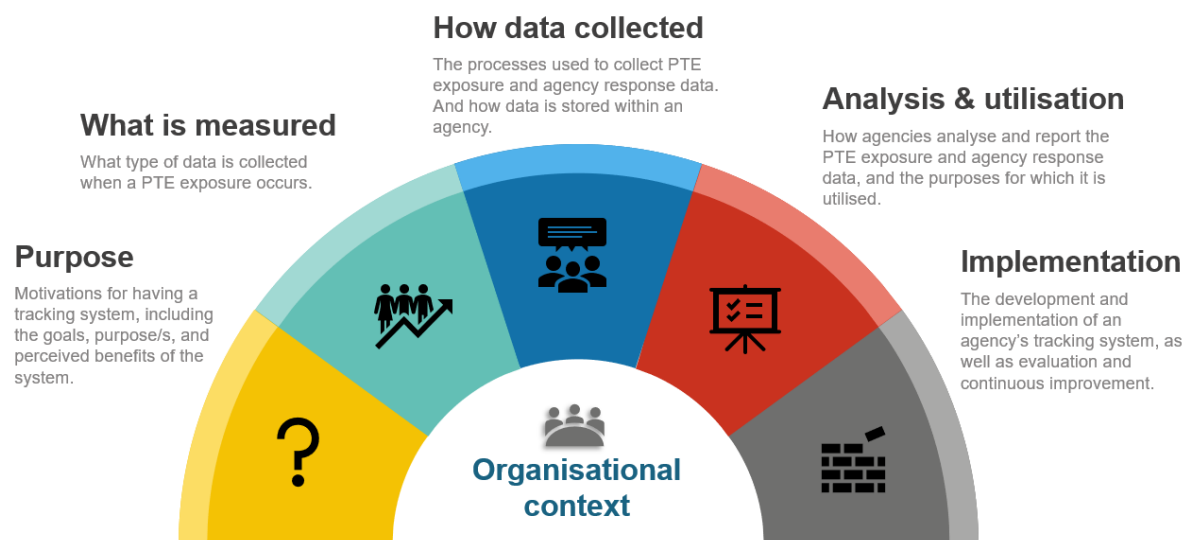 How data collected
The processes used to collect PTE
exposure and agency response data.
And how data is stored within an
agency.
What is measured
What type of data is collected
when a PTE exposure occurs.
Analysis & utilisation
How agencies analyse and report the
PTE exposure and agency response
data, and the purposes for which it is
utilised.
Purpose
Motivations for having a
tracking system, including
the goals, purpose/s, and
perceived benefits of the
system.
Implementation
The development and
implementation of an
agency's tracking system, as
well as evaluation and
continuous improvement.
Organisational
context